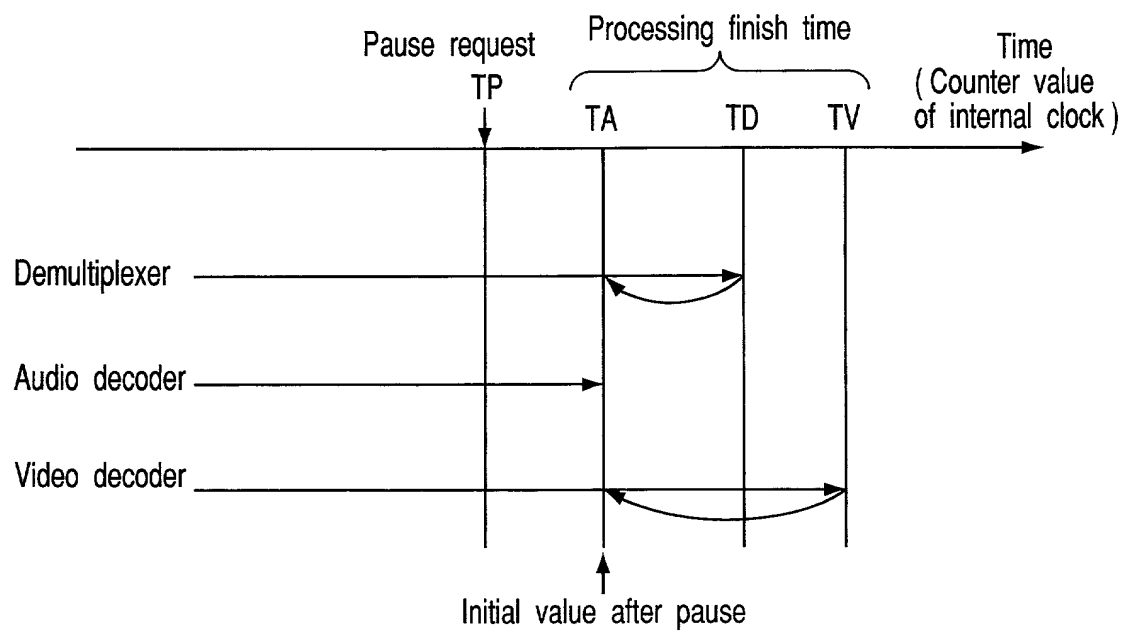 Pause request
TP
Processing finish time
TA TD TV
Time
( Counter value
of internal clock )
Demultiplexer
Audio decoder
Video decoder
Initial value after pause